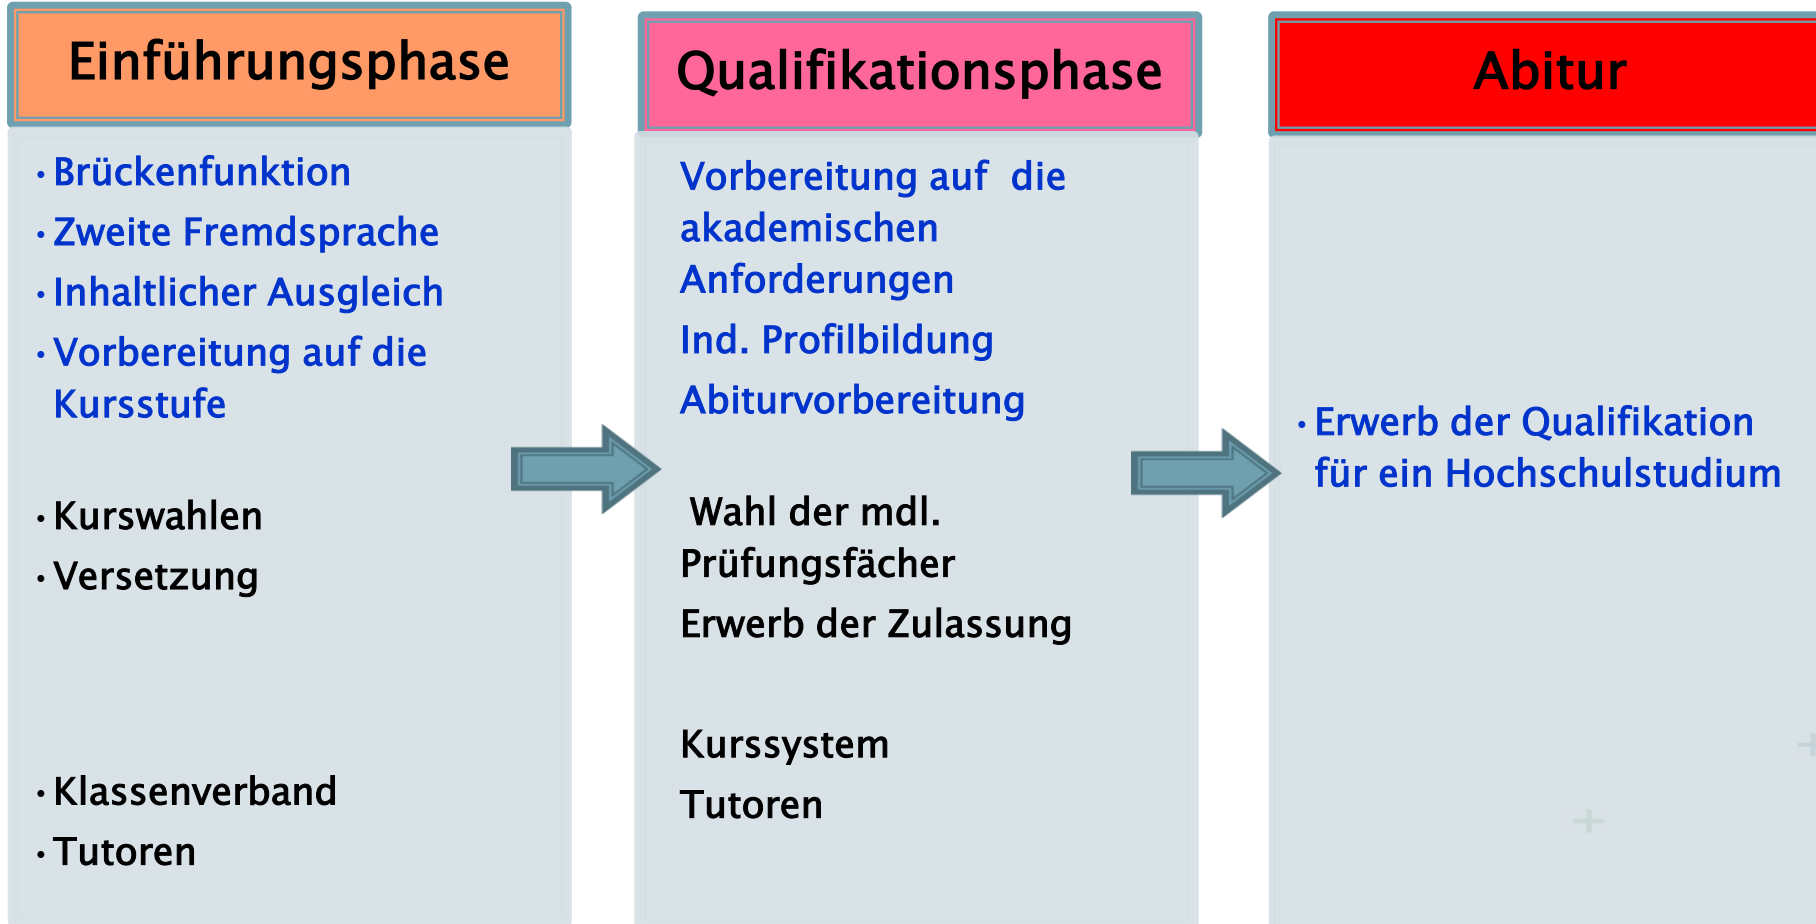 Einführungsphase
· Brückenfunktion
· Zweite Fremdsprache
· Inhaltlicher Ausgleich
· Vorbereitung auf die
Kursstufe
· Kurswahlen
· Versetzung
· Klassenverband
· Tutoren
Qualifikationsphase
Vorbereitung auf  die
akademischen
Anforderungen
Ind. Profilbildung
Abiturvorbereitung
Wahl der mdl.
Prüfungsfächer
Erwerb der Zulassung
Kurssystem
Tutoren
Abitur
· Erwerb der Qualifikation
für ein Hochschulstudium